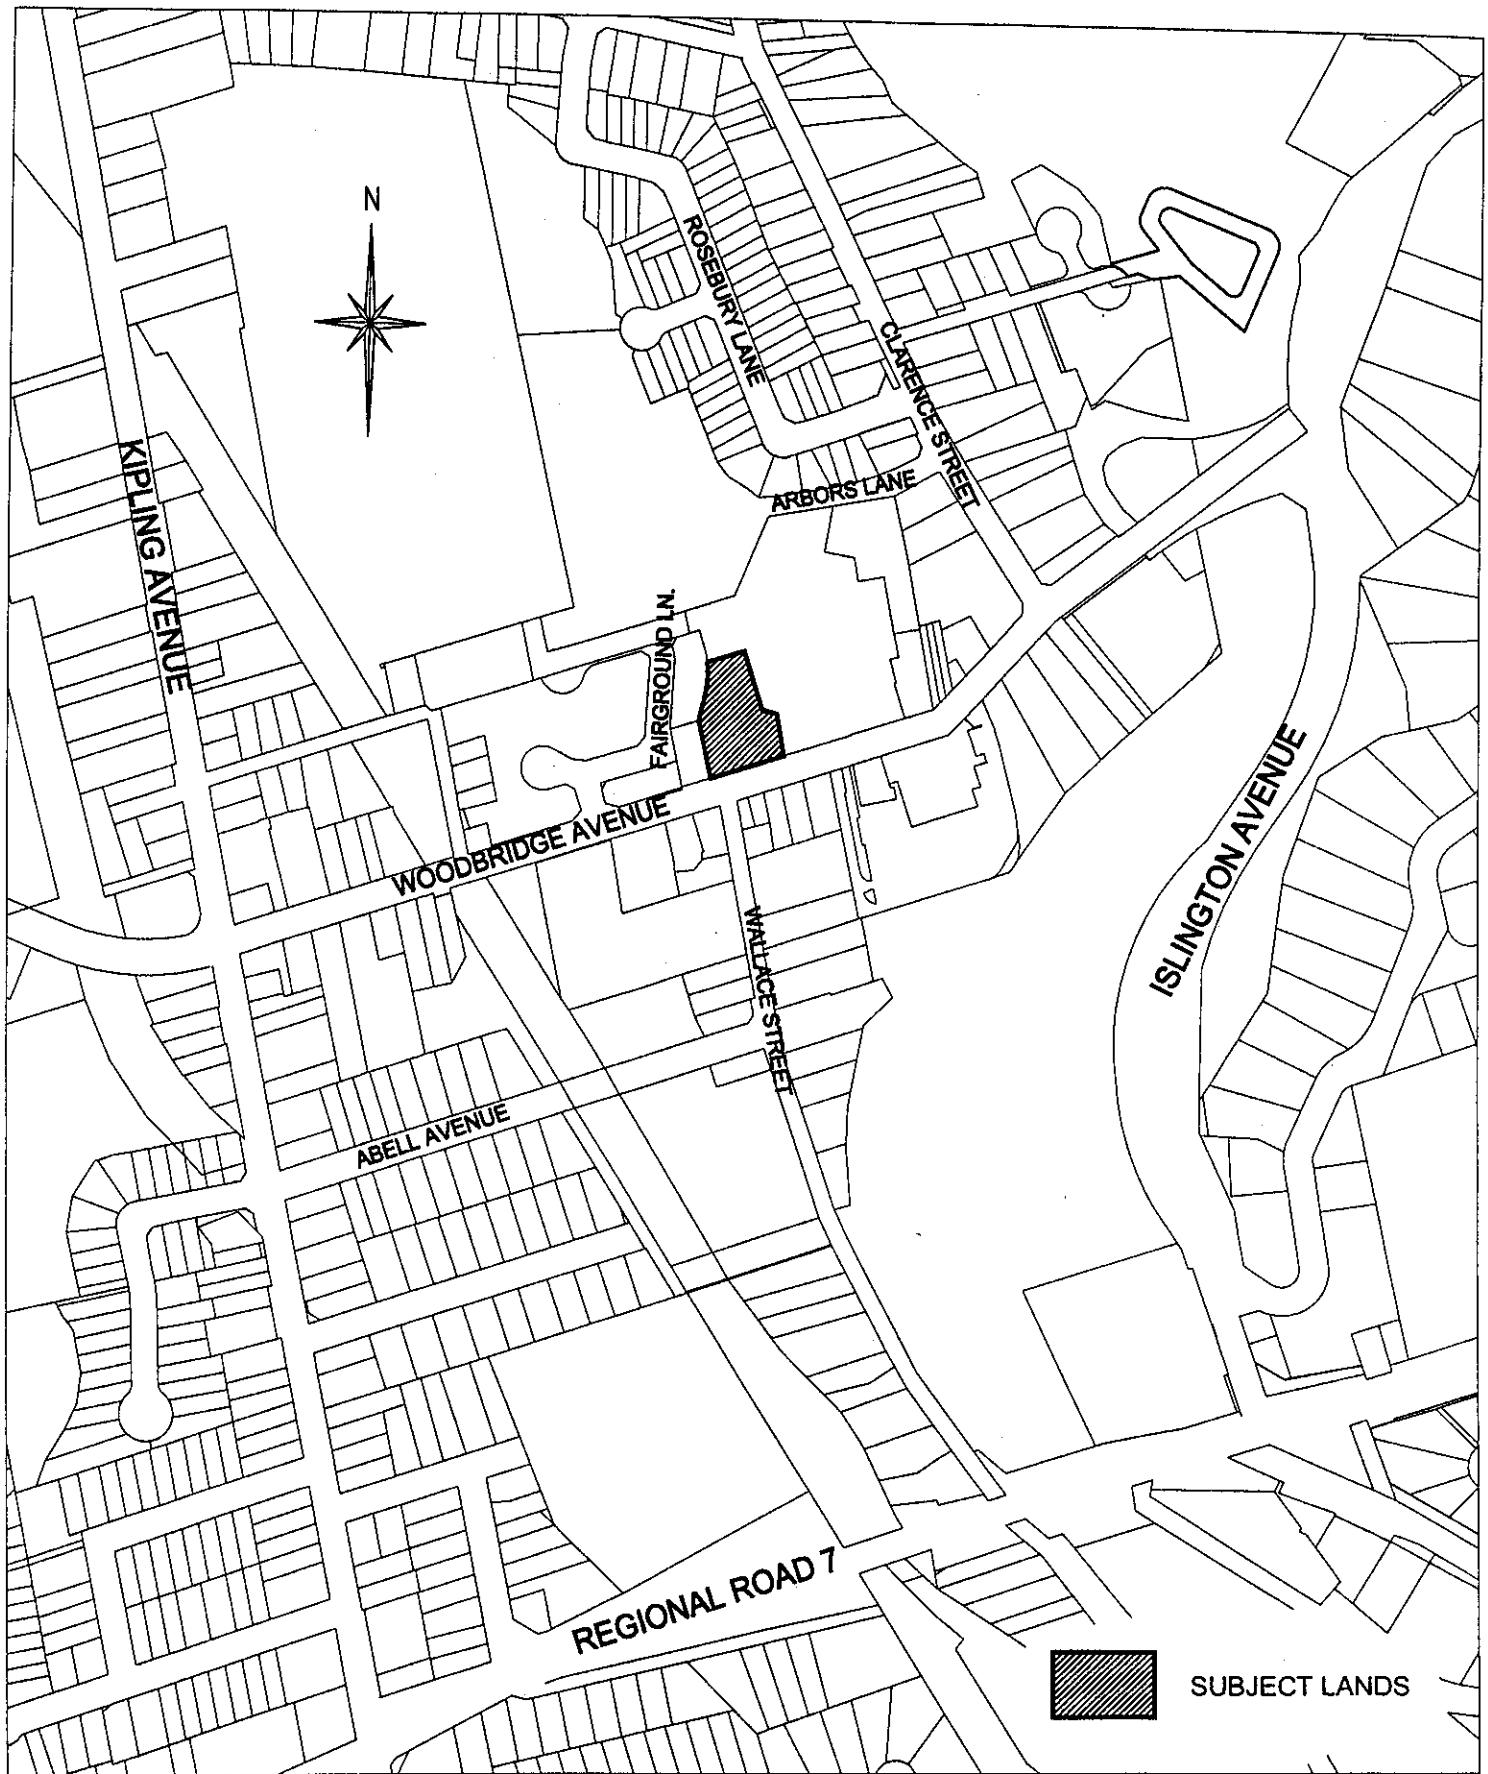 N
ROSEBURY LANE
CLARENCE STREET
KIPLING AVENUE
ARBORS LANE
FAIRGROUND LN.
ISLINGTON AVENUE
WOODBRIDGE AVENUE
WALLACE STREET
ABELL AVENUE
REGIONAL ROAD 7
SUBJECT LANDS